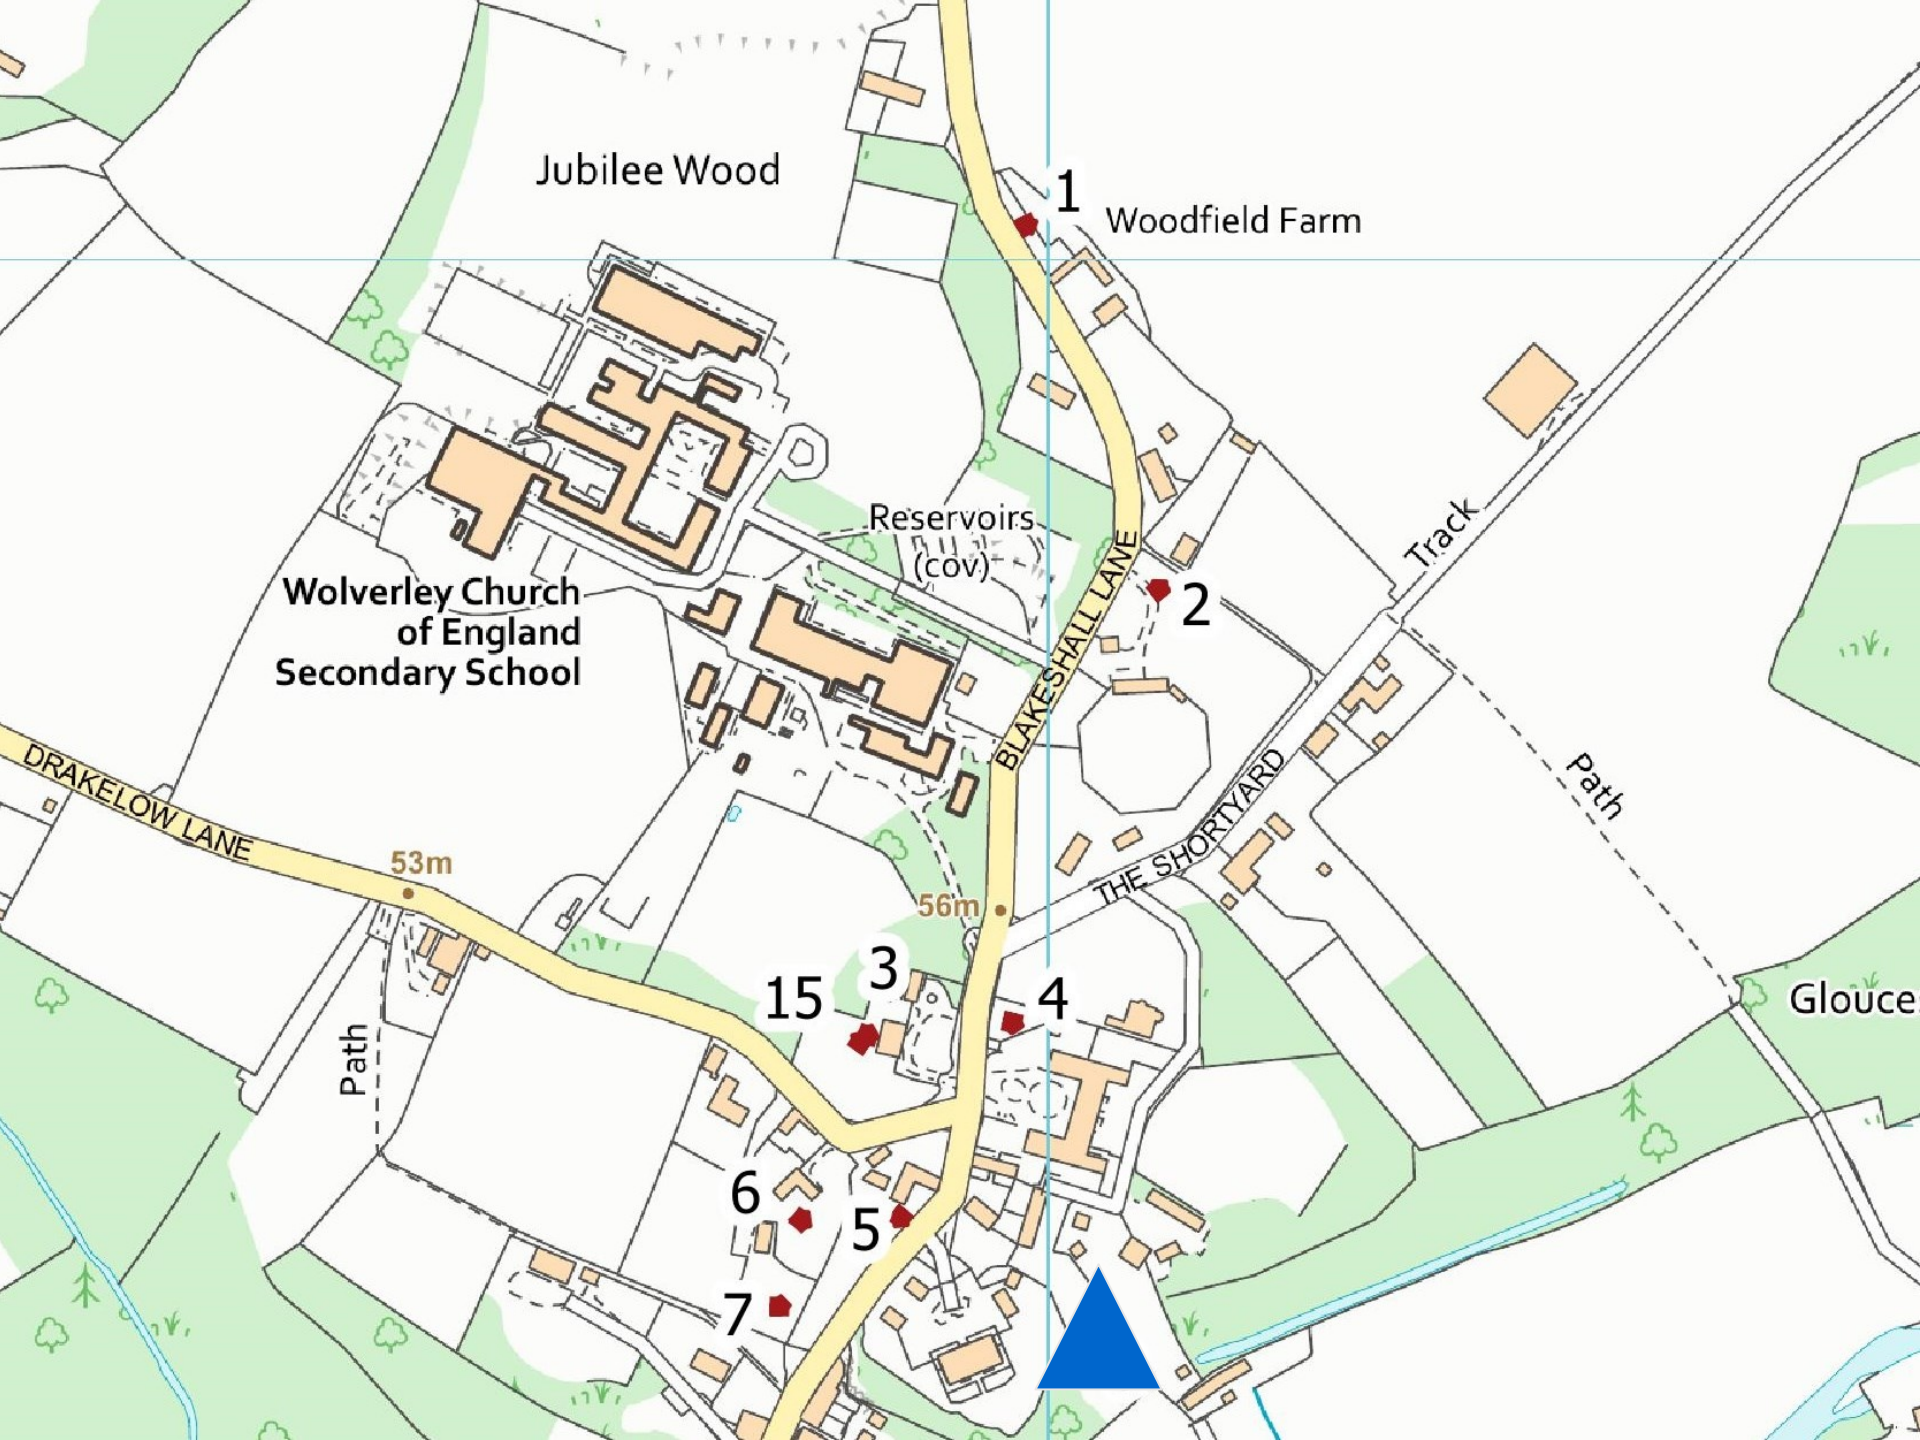 Jubilee Wood
1
Woodfield Farm
Reservoirs
(cov)
Track
Wolverley Church
of England
Secondary School
2
BLAKESHALL LANE
DRAKELOW LANE
THE SHORTYARD
Path
53m
56m
3
15
4
Path
6
5
7